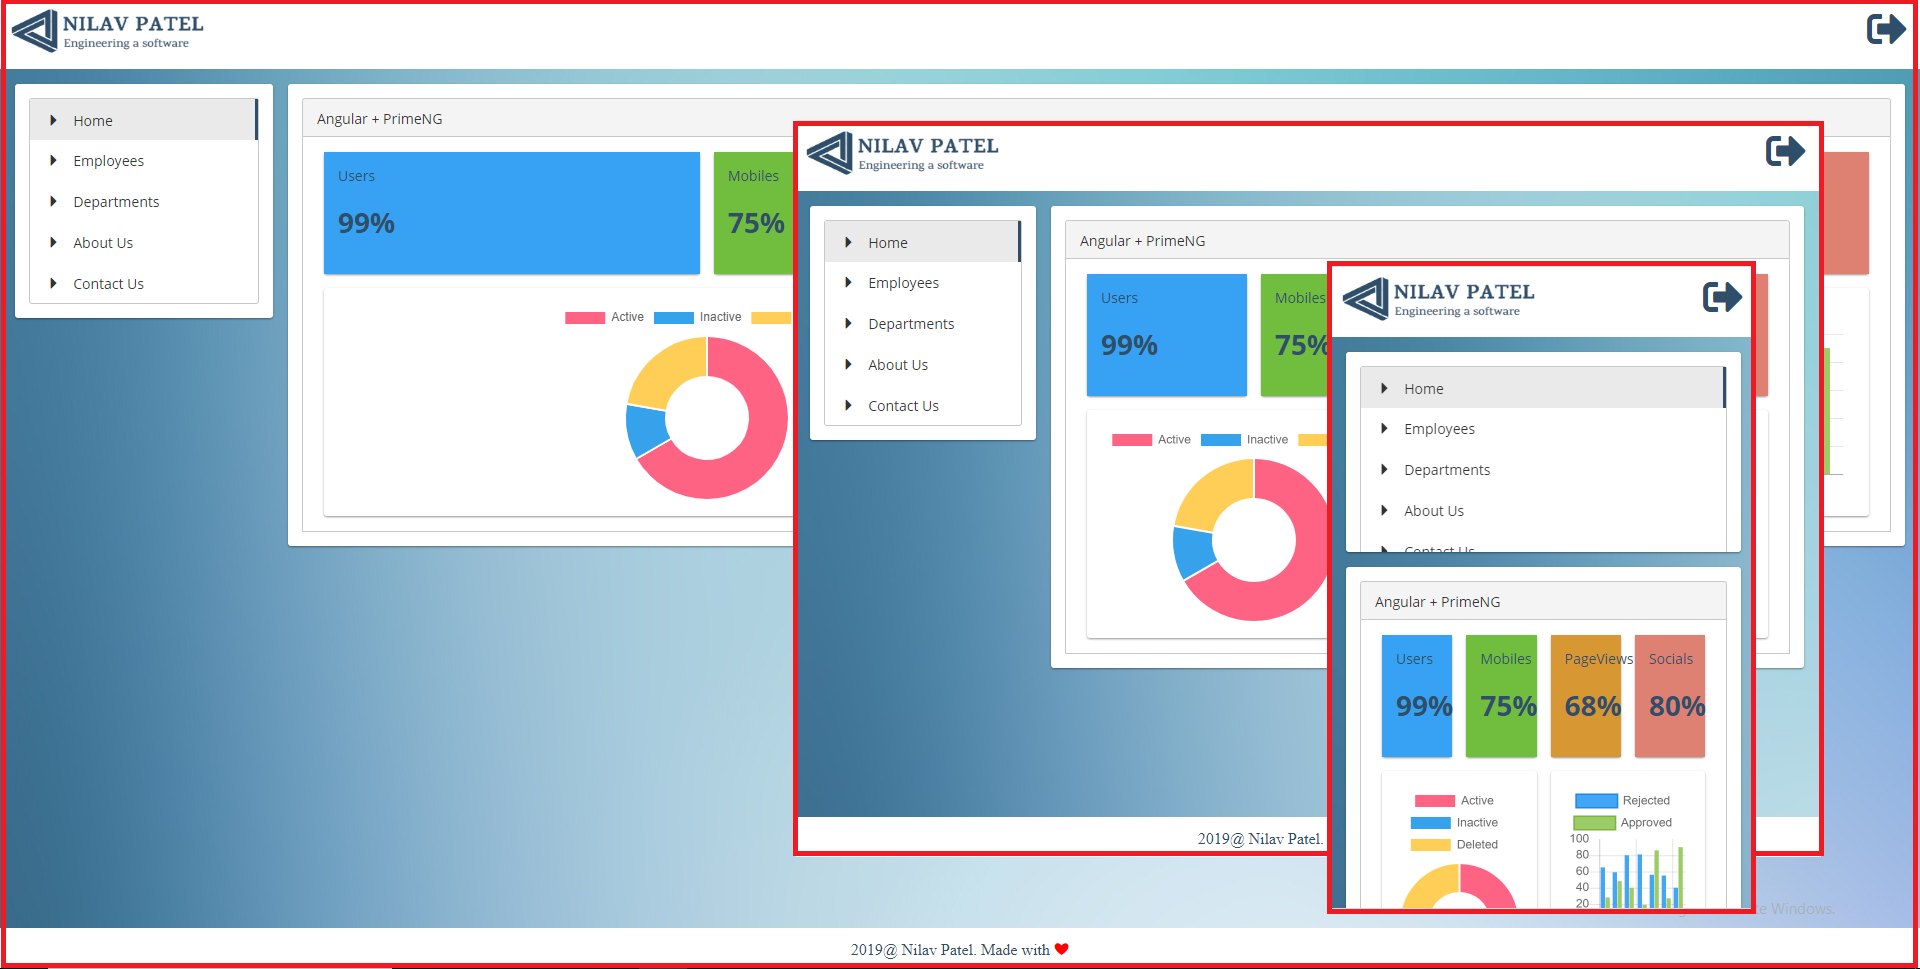 NILAV PATEL
Engineering a software
Home
Employees
Departments
About Us
Contact Us
Angular + PrimeNG
Users
99%
Mobiles
75%
Active Inactive
NILAV PATEL
Engineering a software
Home
Employees
Departments
About Us
Contact Us
Angular + PrimeNG
Users
99%
Mobiles
75%
Active Inactive
2019@ Nilav Patel.
NILAV PATEL
Engineering a software
Home
Employees
Departments
About Us
Contact Us
Angular + PrimeNG
Users
99%
Mobiles
75%
PageViews
68%
Socials
80%
Active
Inactive
Deleted
Rejected
Approved
100
80
60
40
20
Windows.
2019@ Nilav Patel. Made with